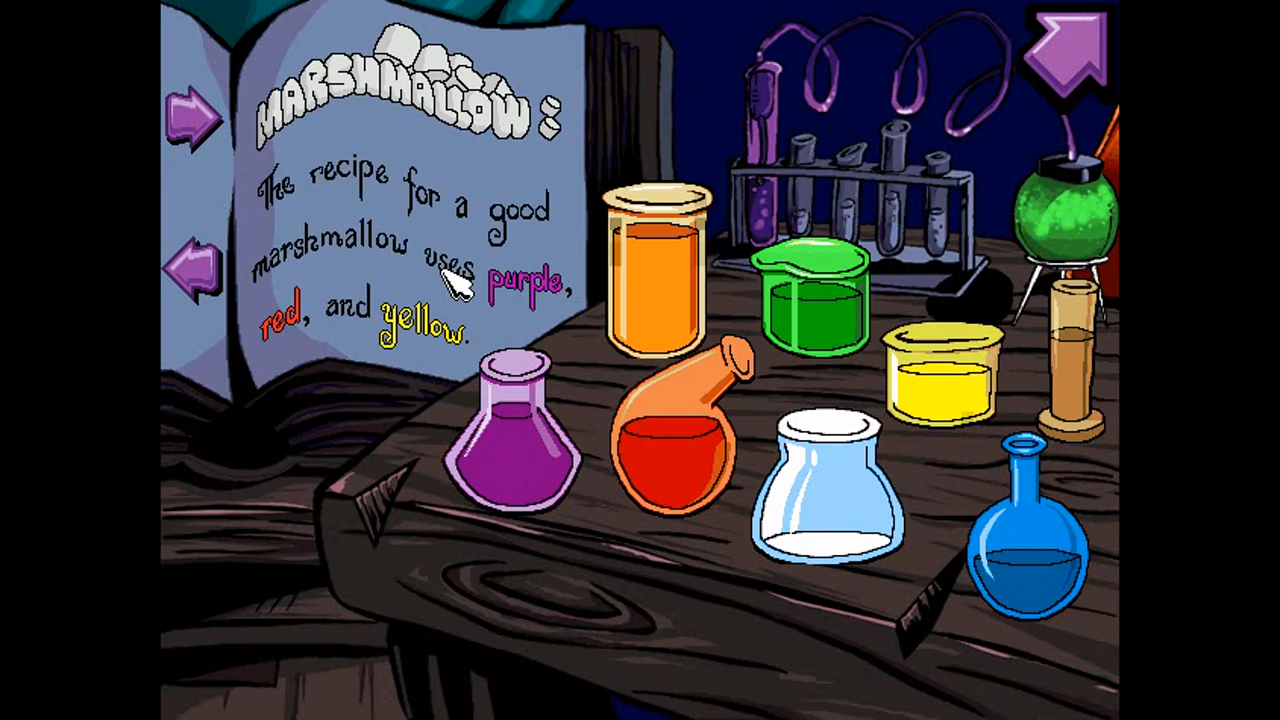 MARSHMALLOW:
The recipe for a good
marshmallow uses purple,
red, and yellow.